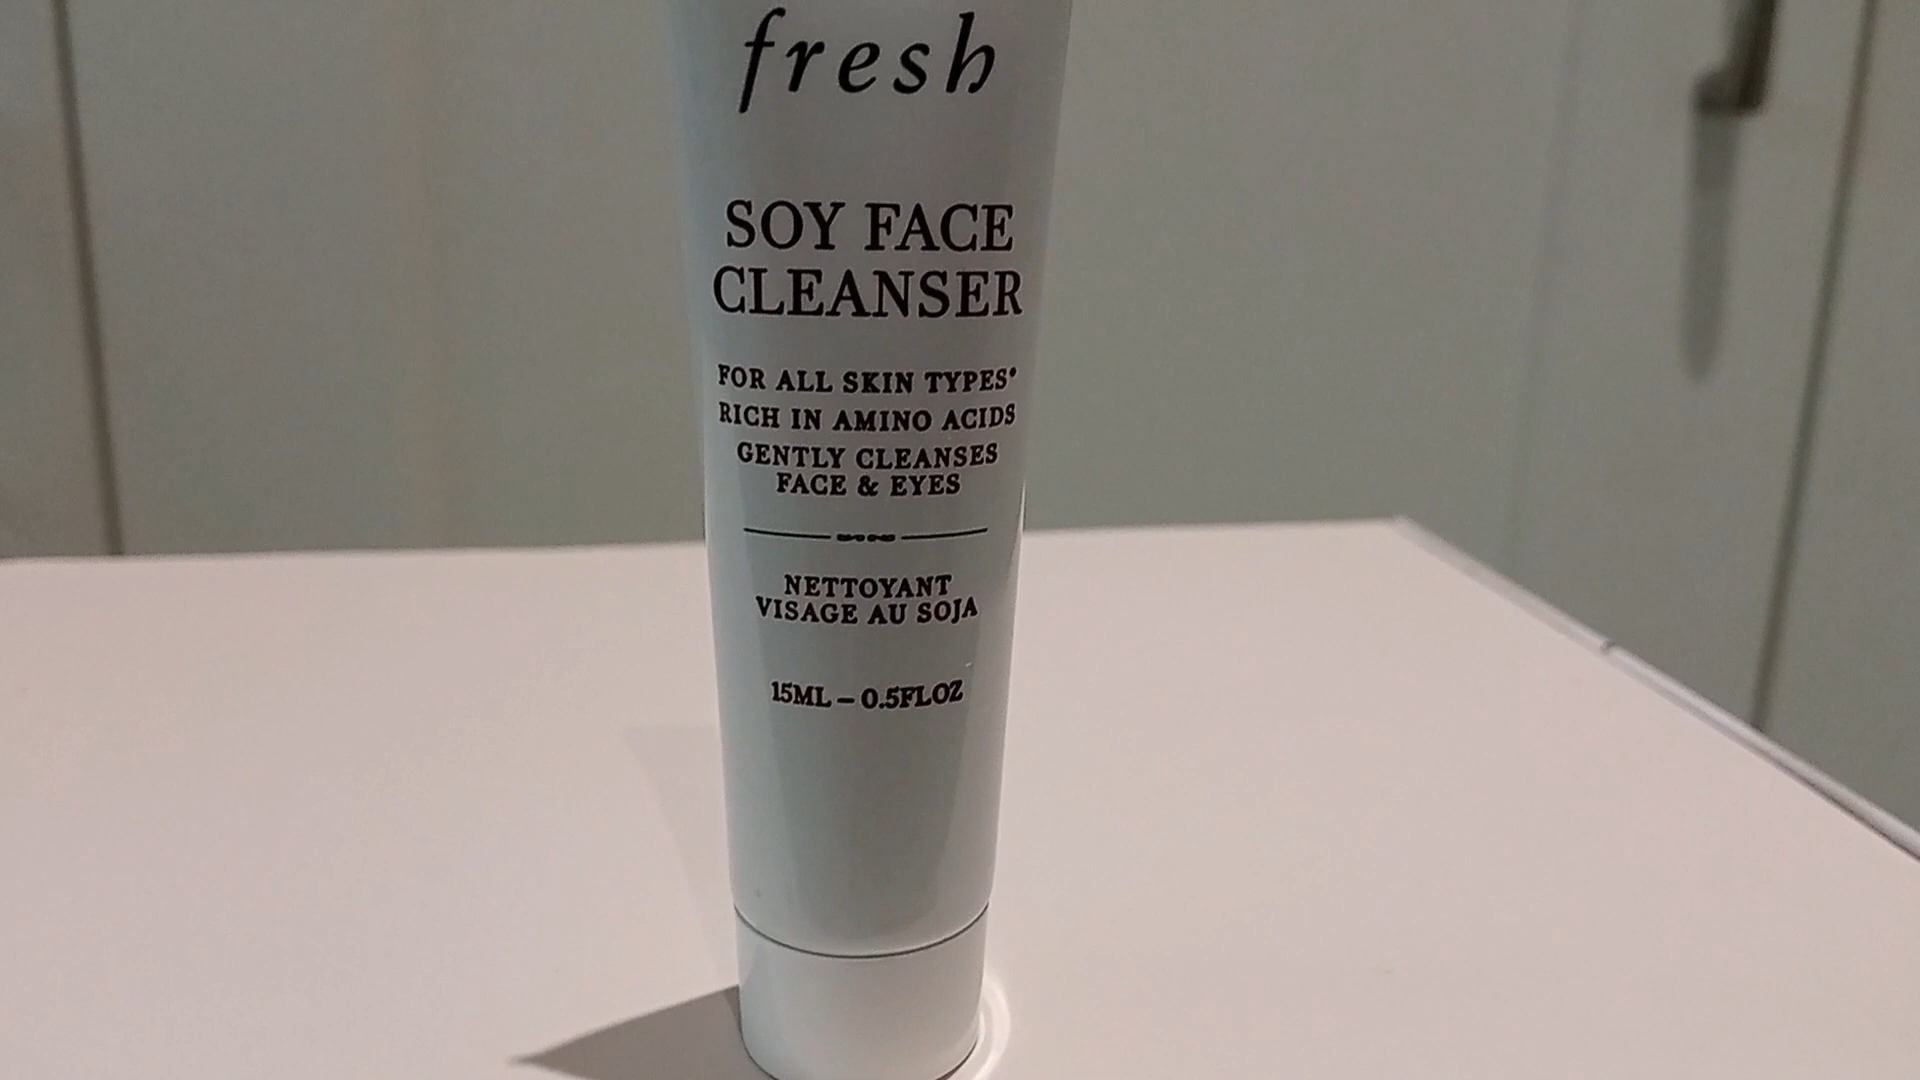 fresh
SOY FACE
CLEANSER
FOR ALL SKIN TYPES*
RICH IN AMINO ACIDS
GENTLY CLEANSES
FACE & EYES
NETTOYANT
VISAGE AU SOJA
15ML – 0.5FLOZ